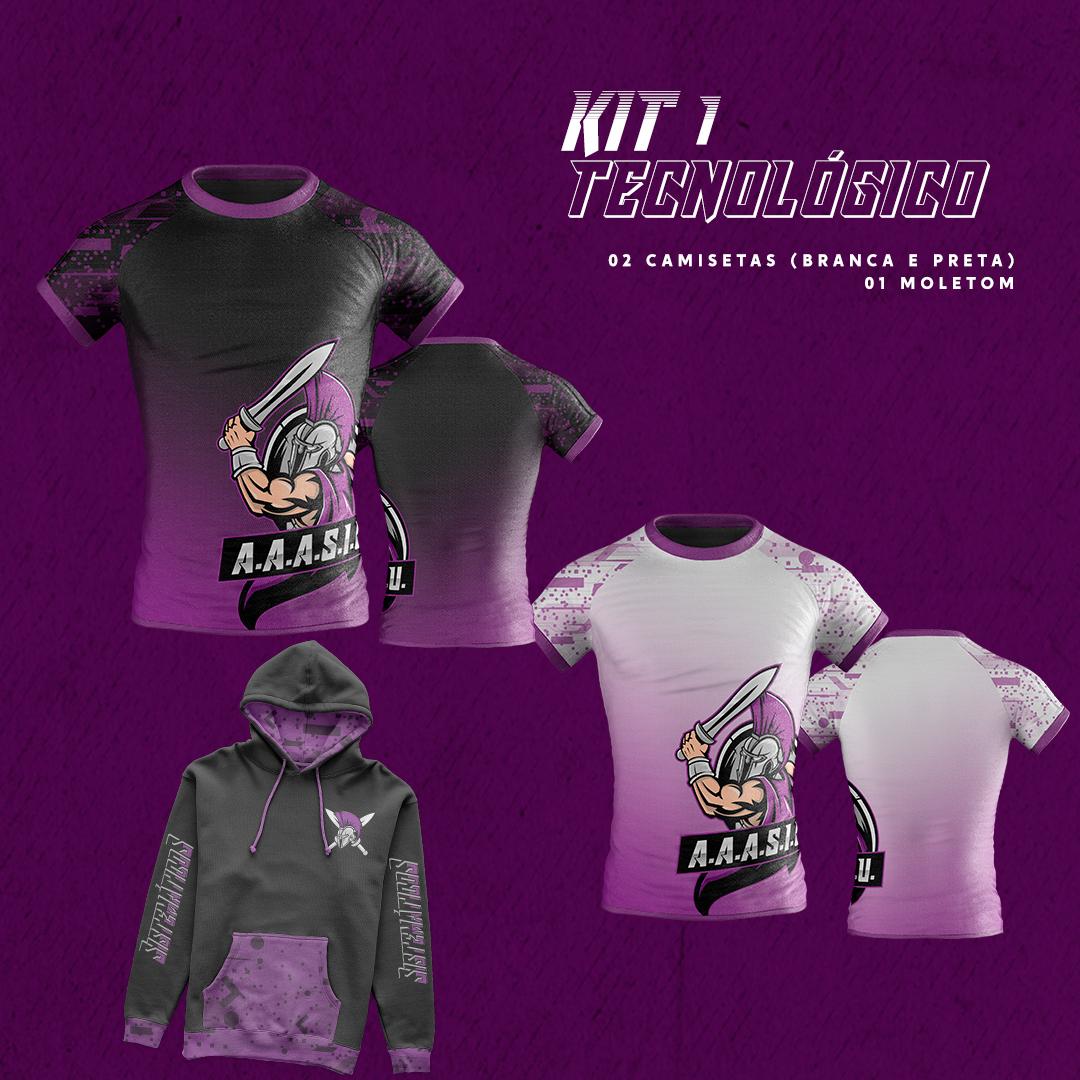 KIT 1
TECNOLÓGICO
02 CAMISETAS (BRANCA E PRETA)
01 MOLETOM
A.A.A.S.I.
.U.
A.A.A.S.I.
.U.
SISTEMÁTICOS
SISTEMÁTICOS